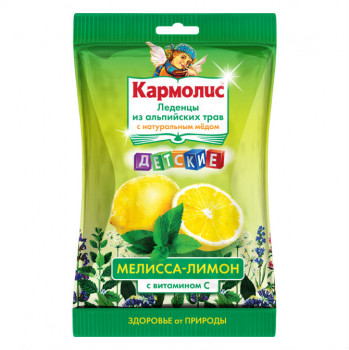 Кармолис
Леденцы
из альпийских трав
с натуральным мёдом
ДЕТСКИЕ
МЕЛИССА-ЛИМОН
с витамином С
ЗДОРОВЬЕ от ПРИРОДЫ